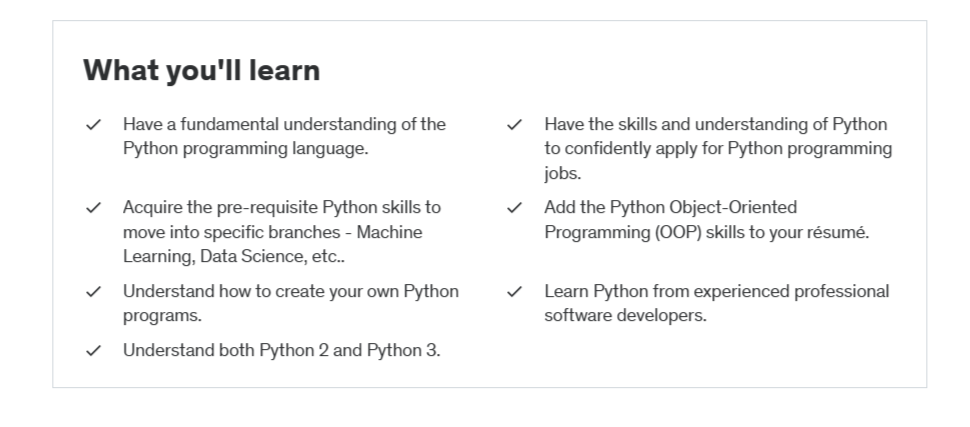 What you'll learn
Have a fundamental understanding of the
Python programming language.
Have the skills and understanding of Python
to confidently apply for Python programming
jobs.
Acquire the pre-requisite Python skills to
move into specific branches - Machine
Learning, Data Science, etc..
Add the Python Object-Oriented
Programming (OOP) skills to your résumé.
Understand how to create your own Python
programs.
Learn Python from experienced professional
software developers.
Understand both Python 2 and Python 3.